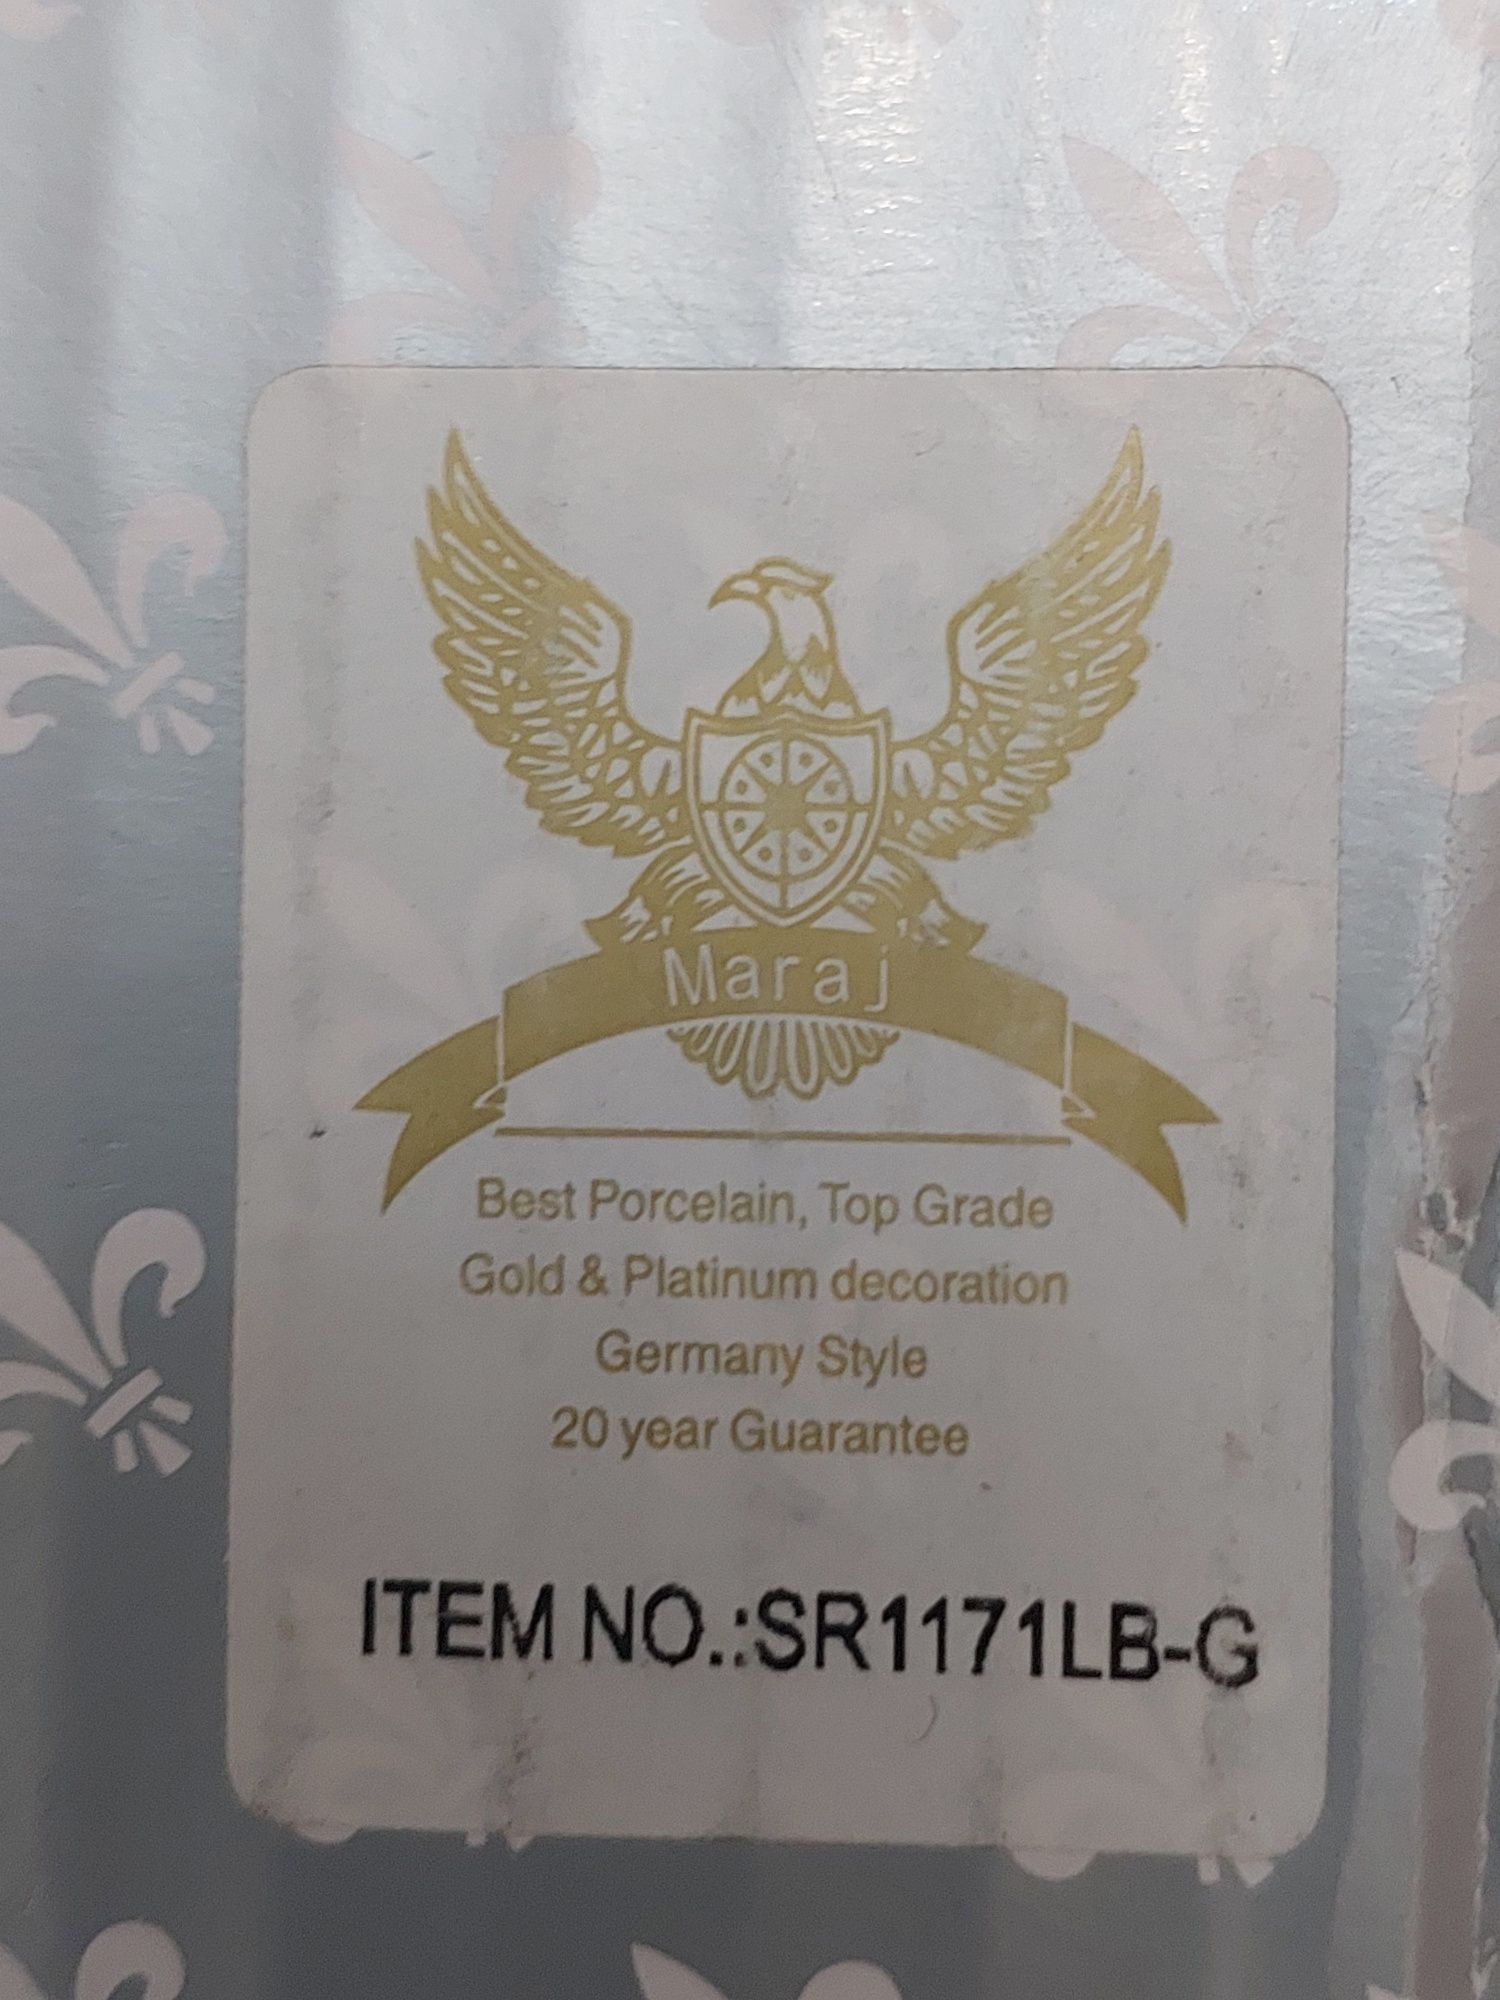 Maraj
Best Porcelain, Top Grade
Gold & Platinum decoration
Germany Style
20 year Guarantee
ITEM NO.:SR1171LB-G